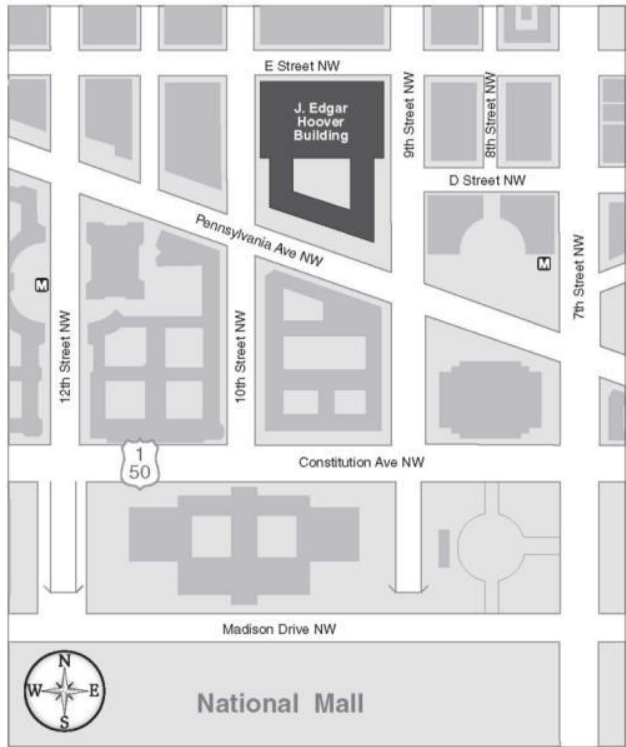 E Street NW
J. Edgar
Hoover
Building
9th Street NW
8th Street NW
D Street NW
Pennsylvania Ave NW
M
M
7th Street NW
12th Street NW
10th Street NW
1
50
Constitution Ave NW
Madison Drive NW
N
W E
S
National Mall